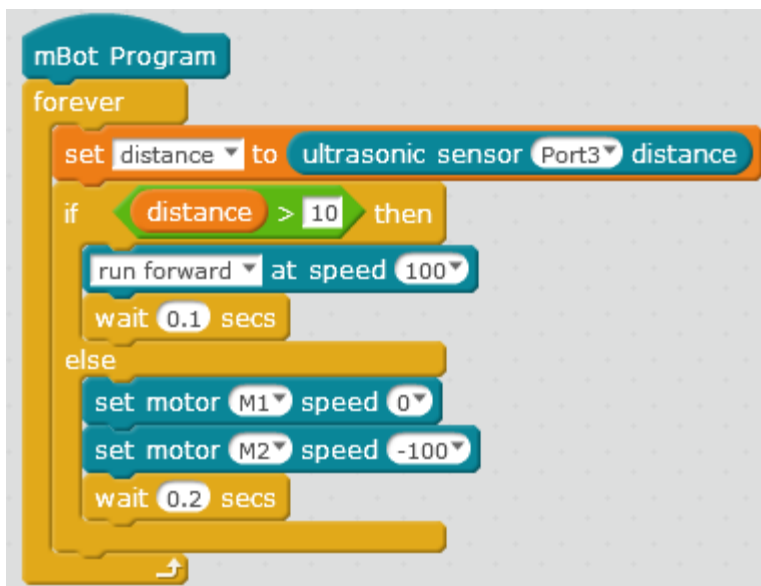 mBot Program
forever
set distance to ultrasonic sensor Port3 distance
if distance > 10 then
run forward at speed 100
wait 0.1 secs
else
set motor M1 speed 0
set motor M2 speed -100
wait 0.2 secs